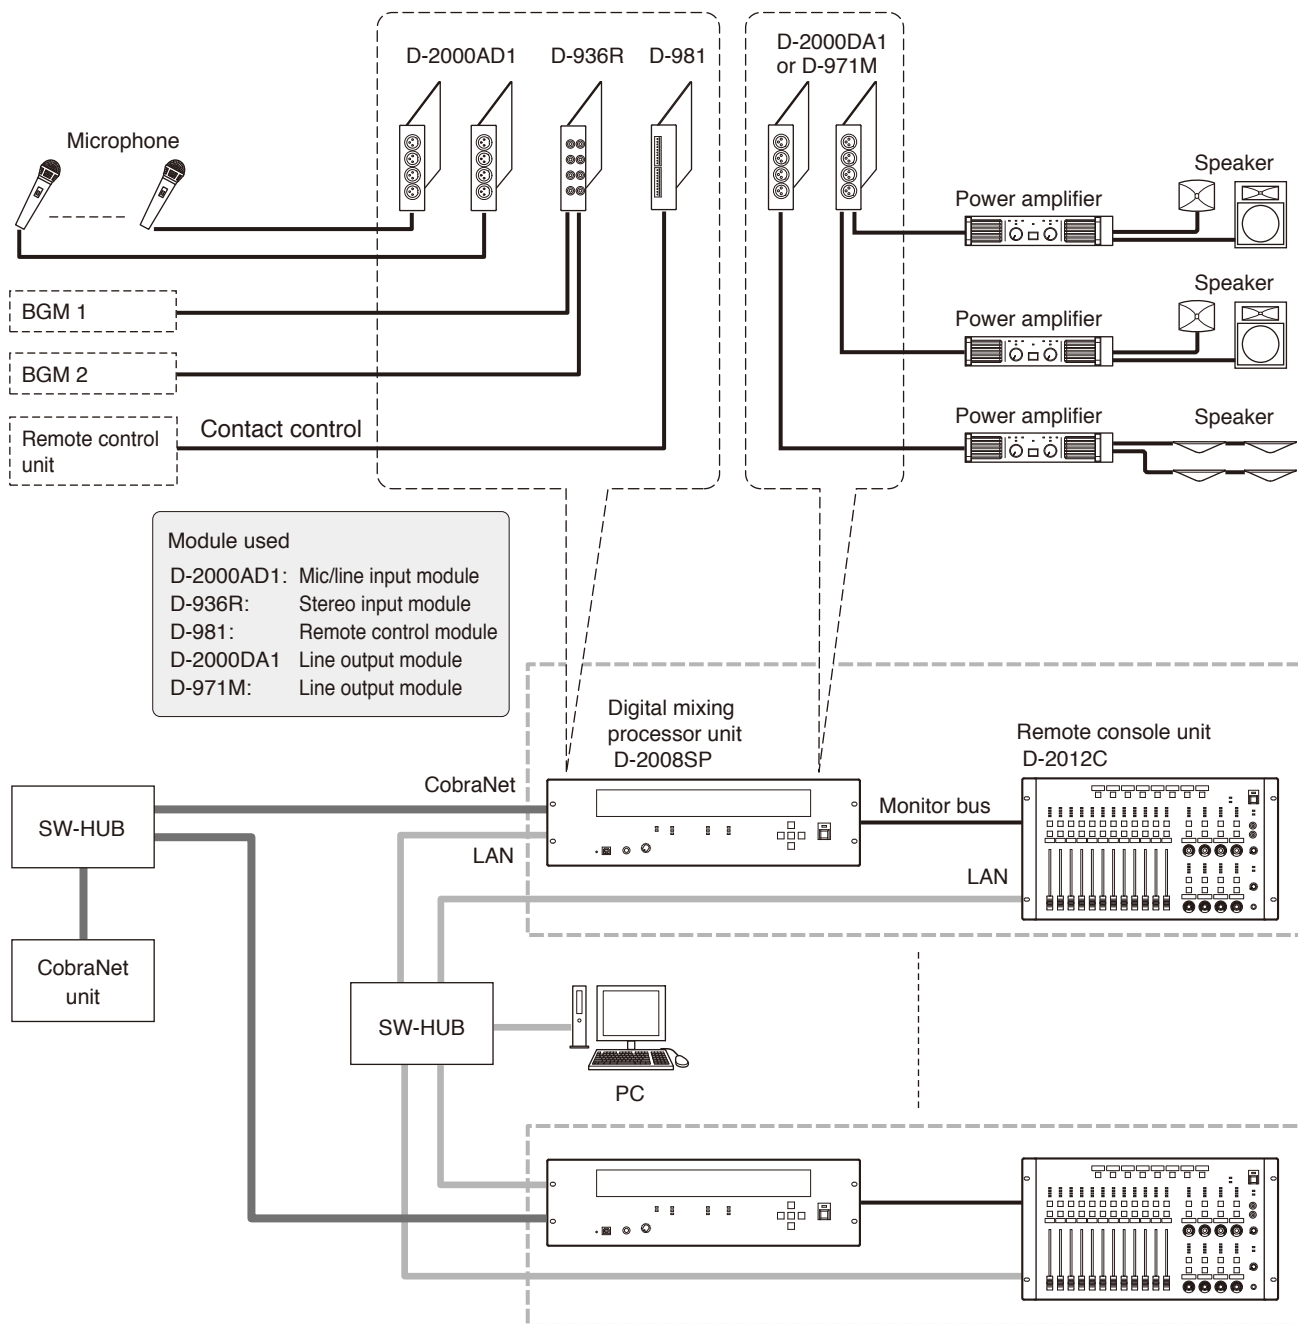 D-2000AD1
D-936R
D-981
D-2000DA1
or D-971M
Microphone
Speaker
Power amplifier
BGM 1
Speaker
Power amplifier
BGM 2
Power amplifier
Speaker
Remote control
unit
Contact control
Module used
D-2000AD1: Mic/line input module
D-936R: Stereo input module
D-981: Remote control module
D-2000DA1 Line output module
D-971M: Line output module
Digital mixing
processor unit
D-2008SP
Remote console unit
D-2012C
CobraNet
Monitor bus
SW-HUB
LAN
LAN
CobraNet
unit
SW-HUB
PC